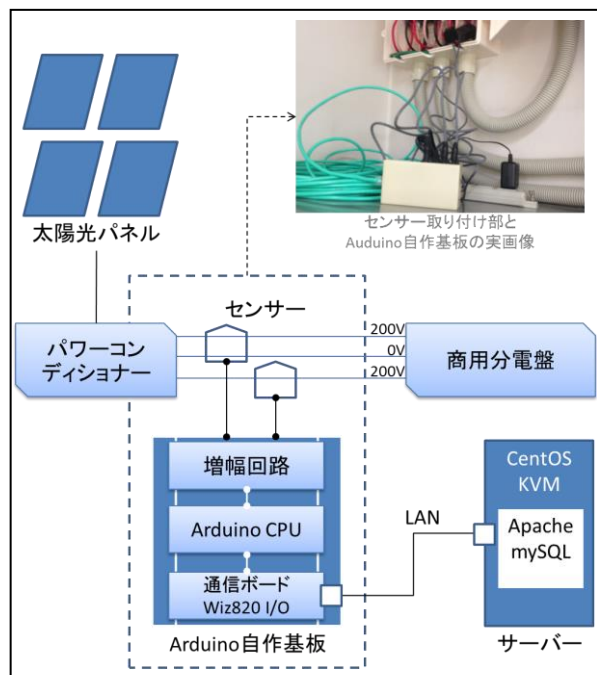 センサー取り付け部と
Auduino自作基板の実画像
太陽光パネル
センサー
200V
0V
200V
パワーコン
ディショナー
商用分電盤
増幅回路
Arduino CPU
通信ボード
Wiz820 I/O
Arduino自作基板
LAN
CentOS
KVM
Apache
mySQL
サーバー